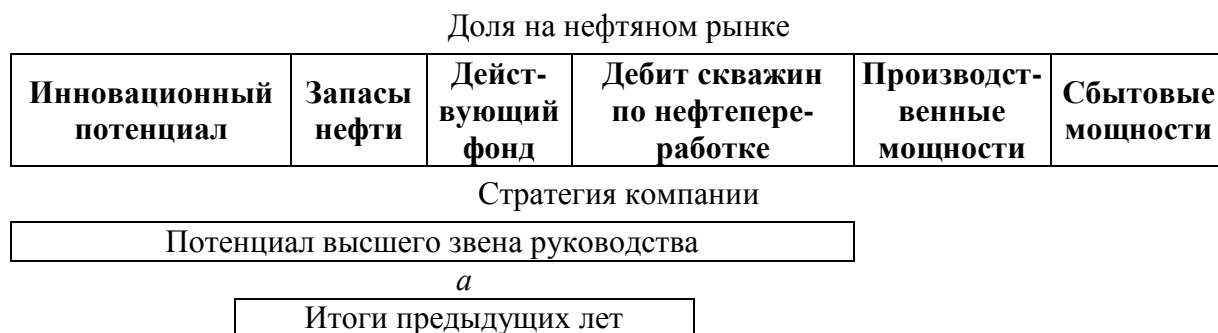 Доля на нефтяном рынке
Инновационный потенциал
Запасы нефти
Дейст-
вующий
фонд
Дебит скважин
по нефтепере-
работке
Производст-
венные
мощности
Сбытовые
мощности
Стратегия компании
Потенциал высшего звена руководства
а
Итоги предыдущих лет